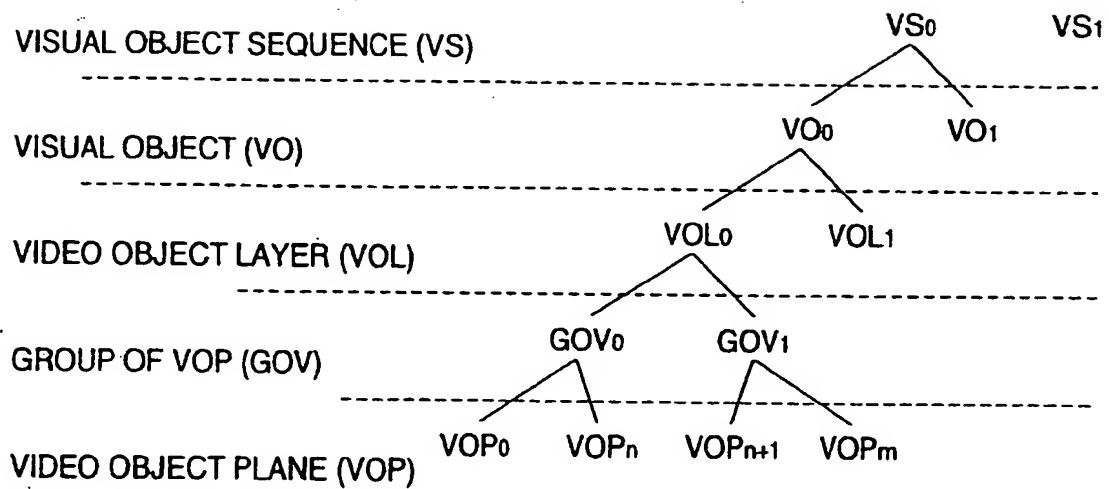 VISUAL OBJECT SEQUENCE (VS) VS0 VS1
VISUAL OBJECT (VO) VO0 VO1
VIDEO OBJECT LAYER (VOL) VOL0 VOL1
GROUP OF VOP (GOV) GOV0 GOV1
VIDEO OBJECT PLANE (VOP) VOP0 VOPn VOPn+1 VOPm